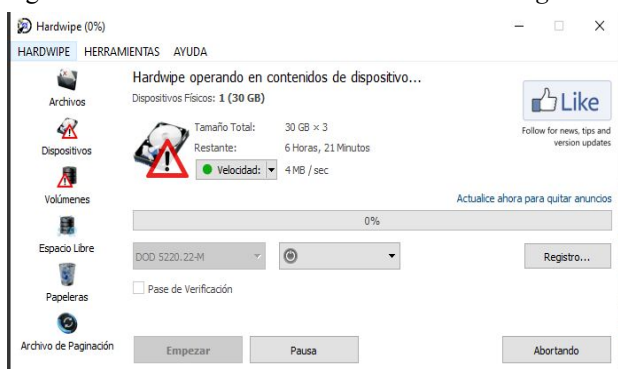 Hardwipe (0%)
HARDWIPE HERRAMIENTAS AYUDA
Archivos
Dispositivos
Volúmenes
Espacio Libre
Papeleras
Archivo de Paginación
Hardwipe operando en contenidos de dispositivo...
Dispositivos Físicos: 1 (30 GB)
Tamaño Total: 30 GB × 3
Restante: 6 Horas, 21 Minutos
Velocidad: 4 MB / sec
Like
Follow for news, tips and
version updates
Actualice ahora para quitar anuncios
0%
DOD 5220.22-M
Registro...
Pase de Verificación
Empezar Pausa Abortando